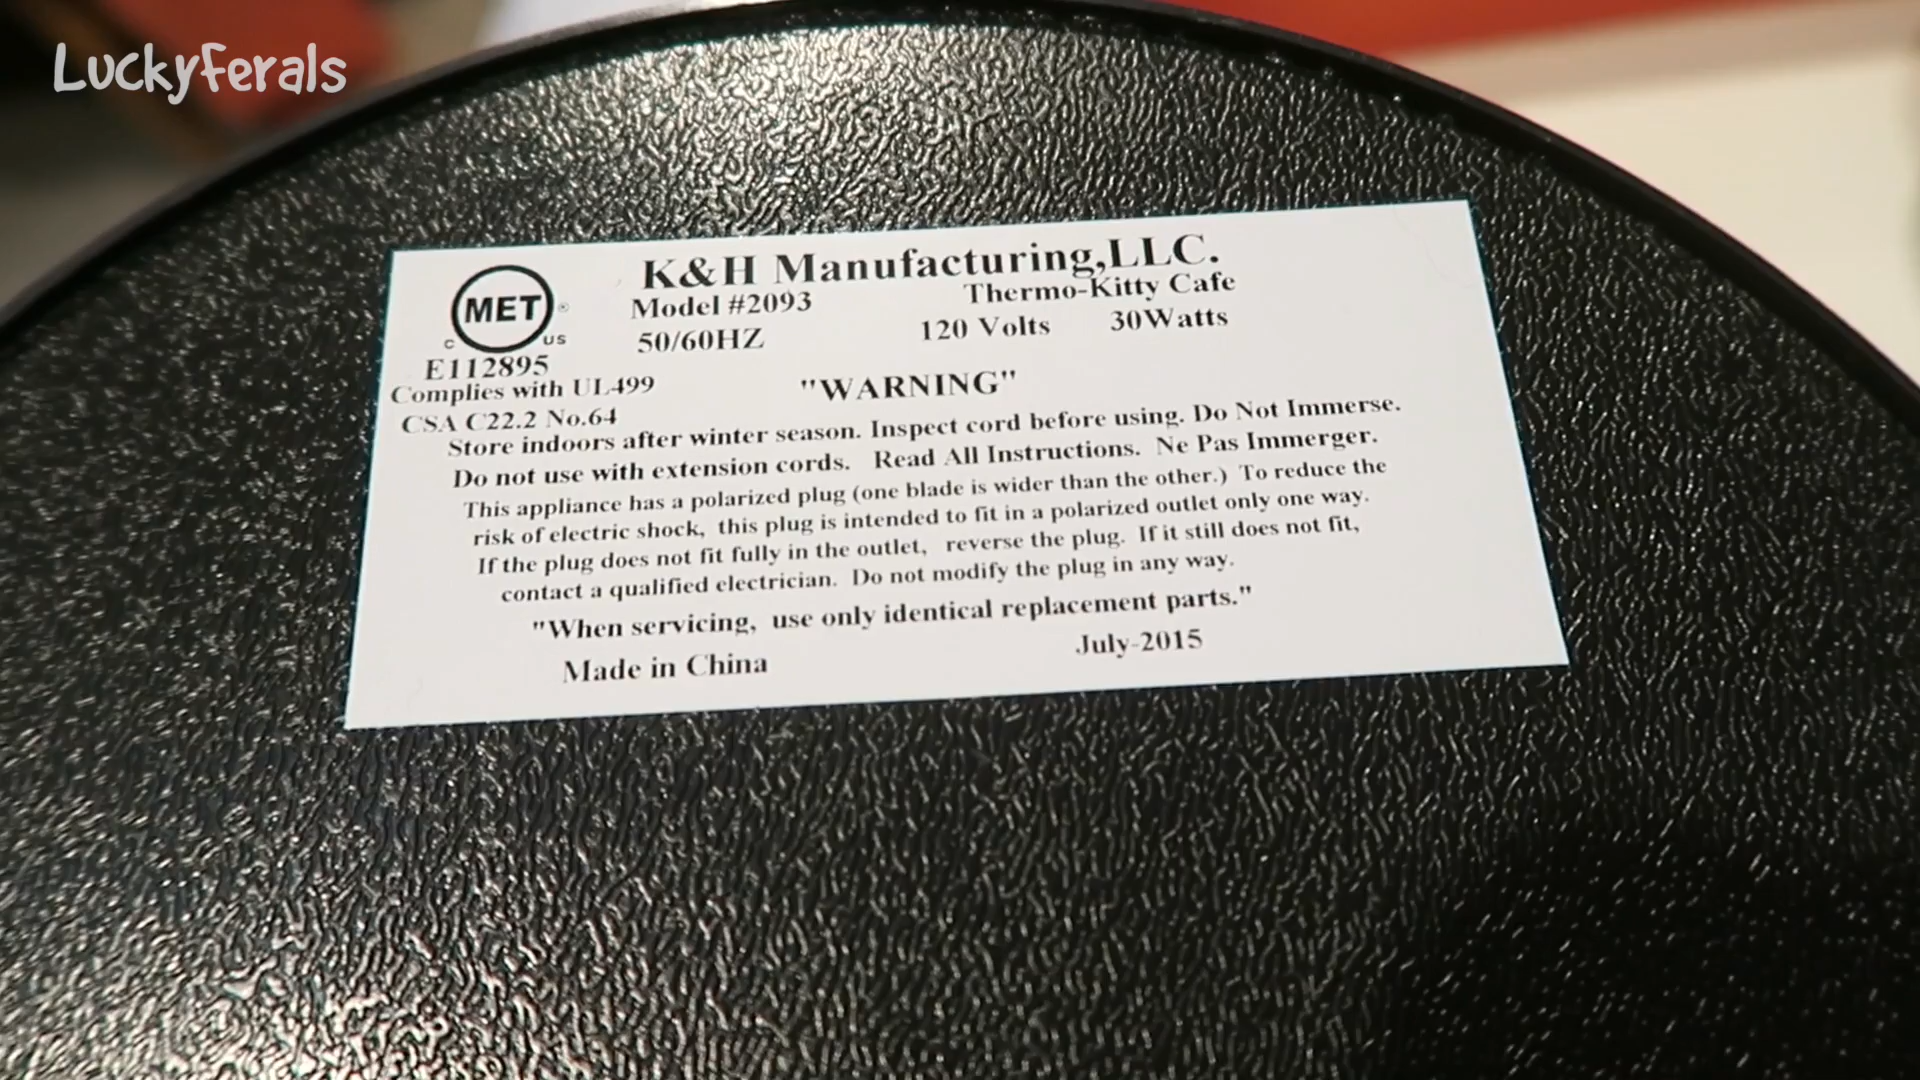 LuckyFerals
K&H Manufacturing,LLC.
MET ®
C US
Model #2093 Thermo-Kitty Cafe
50/60HZ 120 Volts 30Watts
E112895
Complies with UL499
"WARNING"
CSA C22.2 No.64
Store indoors after winter season. Inspect cord before using. Do Not Immerse.
Do not use with extension cords. Read All Instructions. Ne Pas Immerger.
This appliance has a polarized plug (one blade is wider than the other.) To reduce the
risk of electric shock, this plug is intended to fit in a polarized outlet only one way.
If the plug does not fit fully in the outlet, reverse the plug. If it still does not fit,
contact a qualified electrician. Do not modify the plug in any way.
"When servicing, use only identical replacement parts."
Made in China July-2015